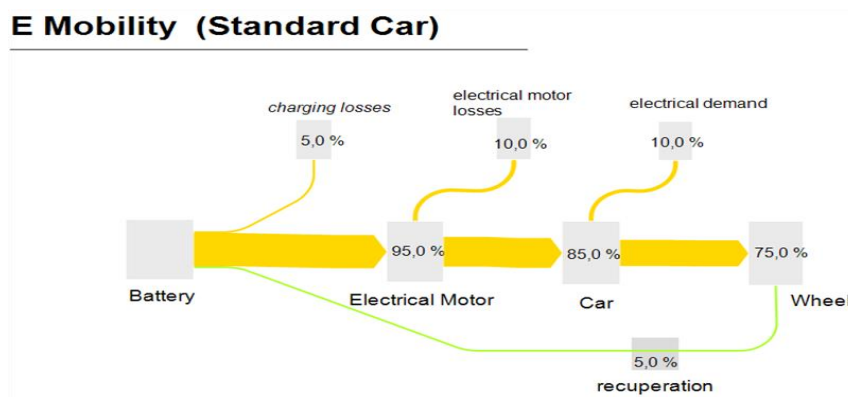 E Mobility (Standard Car)
charging losses
electrical motor
losses
electrical demand
5,0 %
10,0 %
10,0 %
95,0 %
85,0 %
75,0 %
Battery
Electrical Motor
Car
Wheel
5,0 %
recuperation